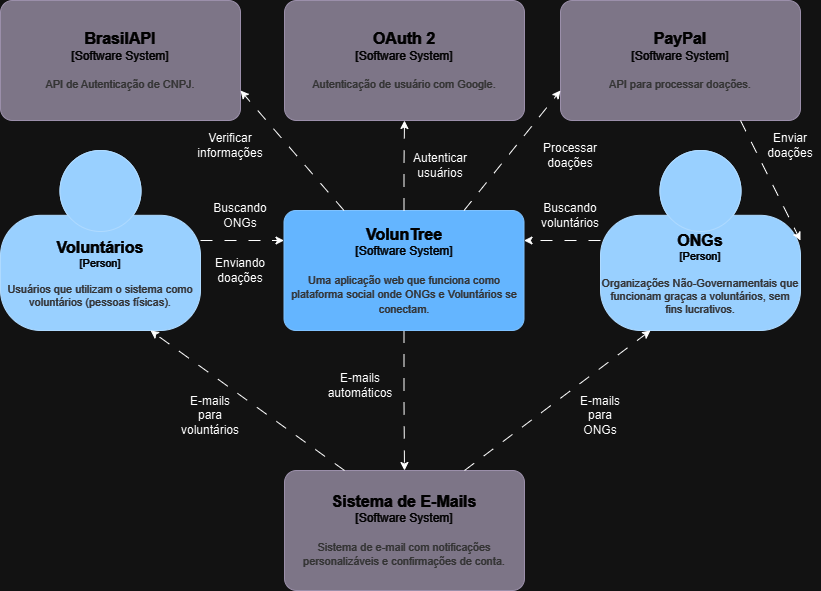 BrasilAPI
[Software System]
API de Autenticação de CNPJ.
OAuth 2
[Software System]
Autenticação de usuário com Google.
PayPal
[Software System]
API para processar doações.
Verificar
informações
Autenticar
usuários
Processar
doações
Enviar
doações
Voluntários
[Person]
Usuários que utilizam o sistema como
voluntários (pessoas físicas).
Buscando
ONGs
Enviando
doações
VolunTree
[Software System]
Uma aplicação web que funciona como
plataforma social onde ONGs e Voluntários se
conectam.
Buscando
voluntários
ONGs
[Person]
Organizações Não-Governamentais que
funcionam graças a voluntários, sem
fins lucrativos.
E-mails
para
voluntários
E-mails
automáticos
E-mails
para
ONGs
Sistema de E-Mails
[Software System]
Sistema de e-mail com notificações
personalizáveis e confirmações de conta.